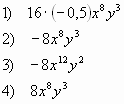 1) 16·(−0,5)x⁸y³
2) −8x⁸y³
3) −8x¹²y²
4) 8x⁸y³